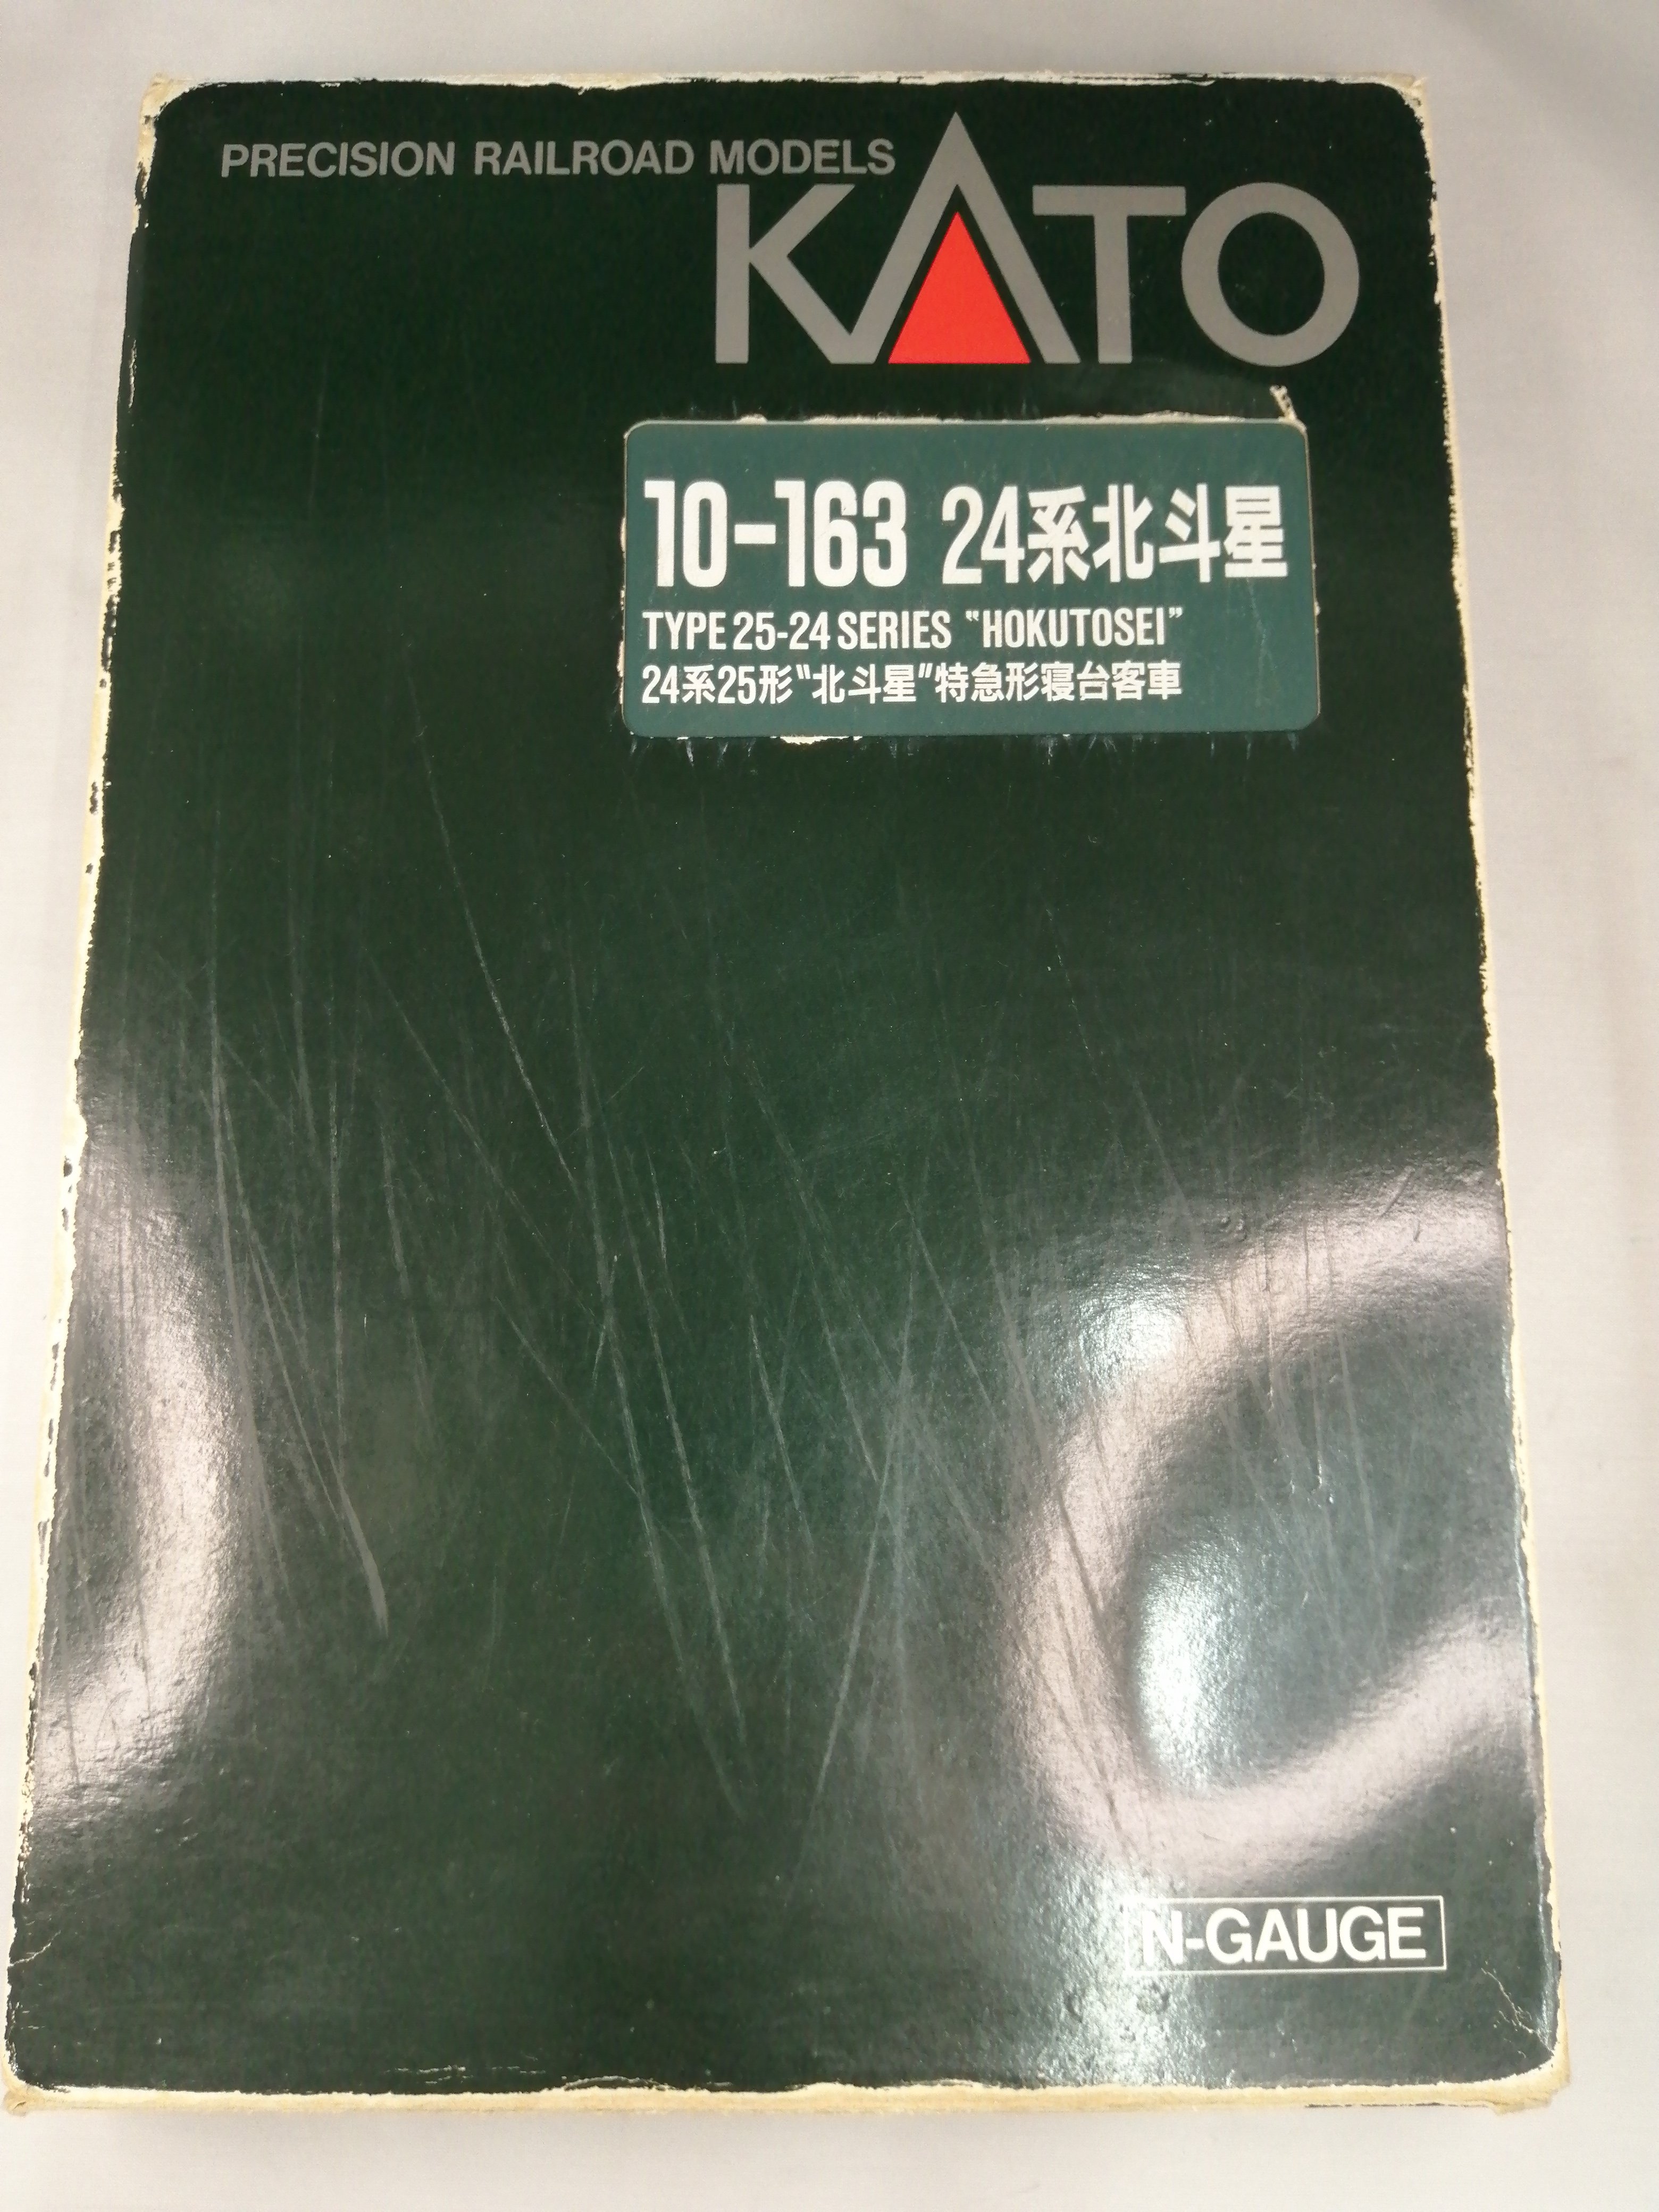 PRECISION RAILROAD MODELS
KATO
10-163 24系北斗星
TYPE 25-24 SERIES "HOKUTOSEI"
24系25形"北斗星"特急形寝台客車
N-GAUGE